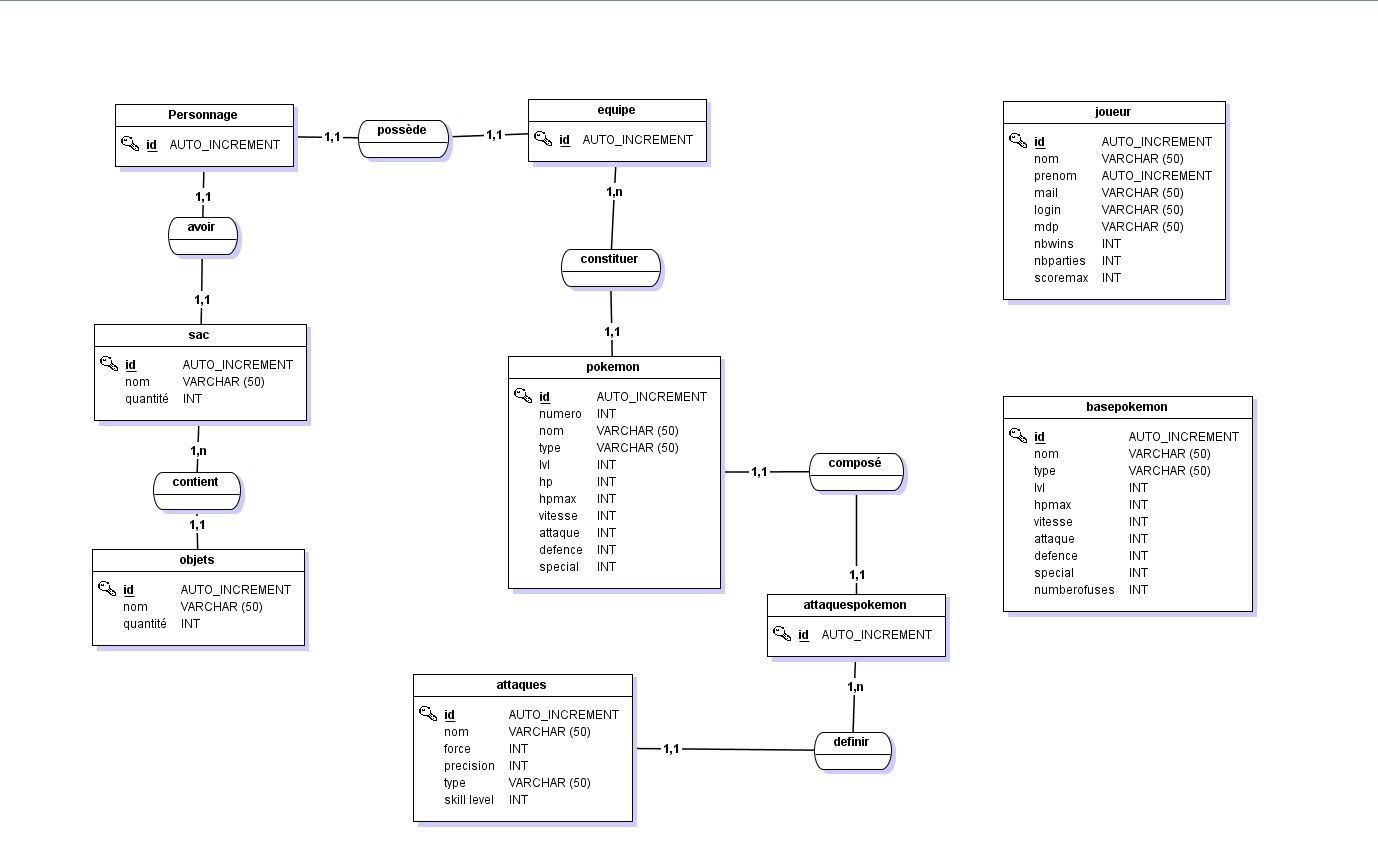 Personnage
id AUTO_INCREMENT
1,1
possède
1,1
equipe
id AUTO_INCREMENT
joueur
id AUTO_INCREMENT
nom VARCHAR (50)
prenom AUTO_INCREMENT
mail VARCHAR (50)
login VARCHAR (50)
mdp VARCHAR (50)
nbwins INT
nbparties INT
scoremax INT
1,1
avoir
1,1
1,n
constituer
1,1
sac
id AUTO_INCREMENT
nom VARCHAR (50)
quantité INT
1,n
contient
1,1
objets
id AUTO_INCREMENT
nom VARCHAR (50)
quantité INT
pokemon
id AUTO_INCREMENT
numero INT
nom VARCHAR (50)
type VARCHAR (50)
lvl INT
hp INT
hpmax INT
vitesse INT
attaque INT
defence INT
special INT
1,1
composé
1,1
basepokemon
id AUTO_INCREMENT
nom VARCHAR (50)
type VARCHAR (50)
lvl INT
hpmax INT
vitesse INT
attaque INT
defence INT
special INT
numberofuses INT
attaquespokemon
id AUTO_INCREMENT
1,n
definir
1,1
attaques
id AUTO_INCREMENT
nom VARCHAR (50)
force INT
precision INT
type VARCHAR (50)
skill level INT